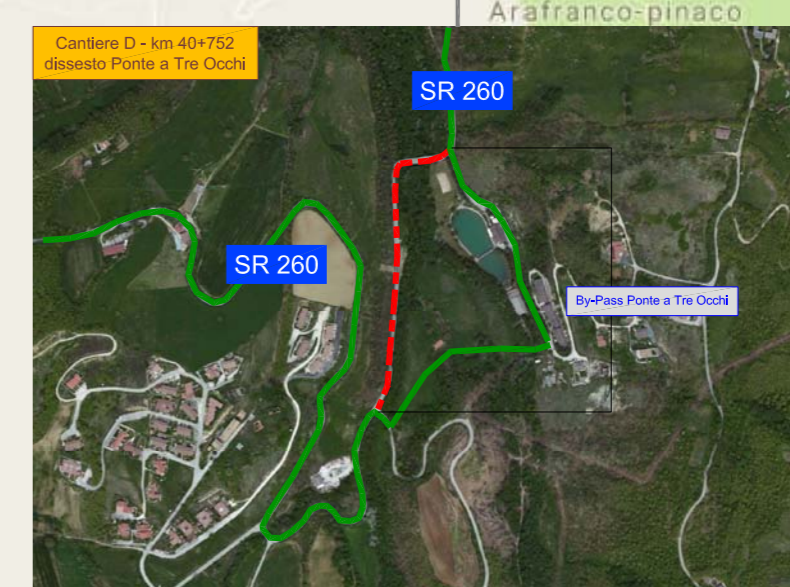 Arafranco-pinaco
Cantiere D - km 40+752
dissesto Ponte a Tre Occhi
SR 260
SR 260
By-Pass Ponte a Tre Occhi